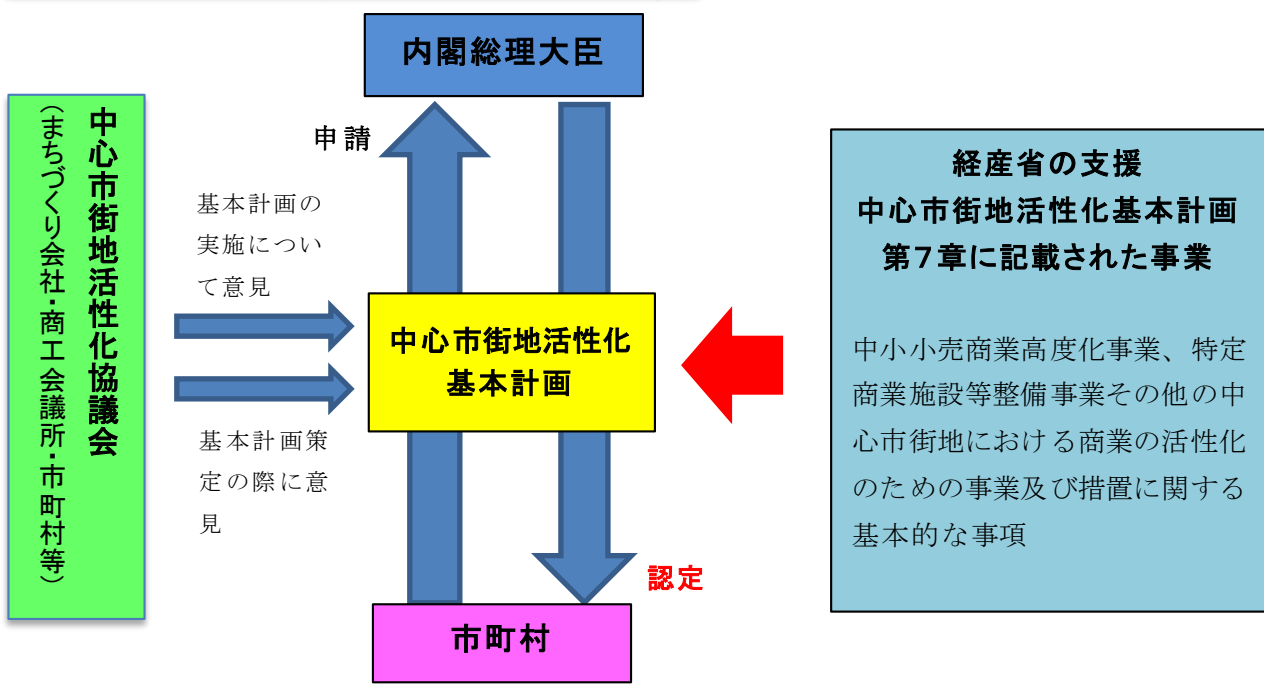 内閣総理大臣
申請
中心市街地活性化協議会
（まちづくり会社・商工会議所・市町村等）
基本計画の
実施につい
て意見
中心市街地活性化
基本計画
基本計画策
定の際に意
見
認定
市町村
経産省の支援
中心市街地活性化基本計画
第７章に記載された事業
中小小売商業高度化事業、特定
商業施設等整備事業その他の中
心市街地における商業の活性化
のための事業及び措置に関する
基本的な事項